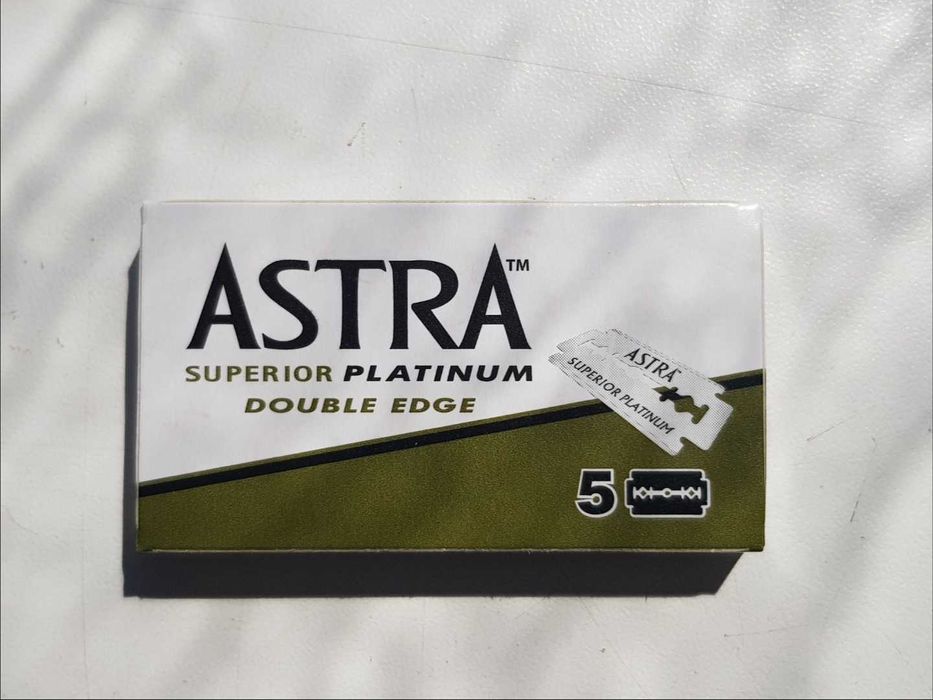 ASTRA™
SUPERIOR PLATINUM
DOUBLE EDGE
ASTRA
SUPERIOR PLATINUM
5